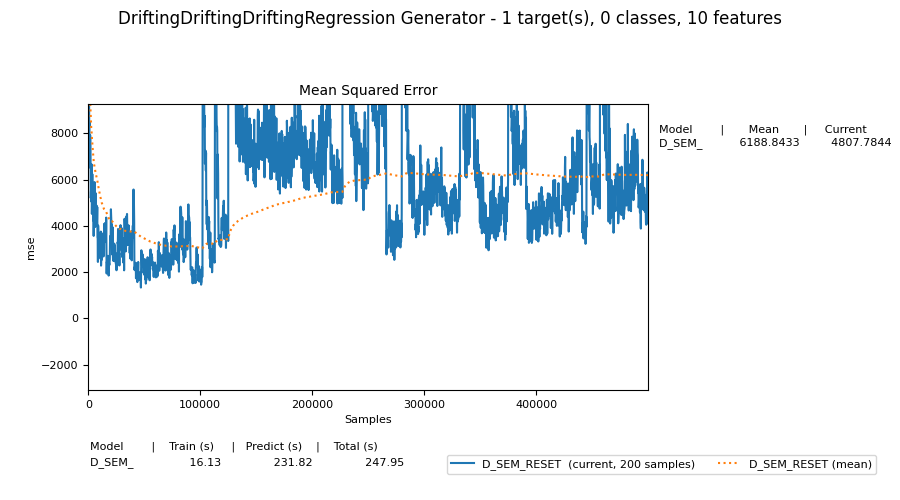 DriftingDriftingDriftingRegression Generator - 1 target(s), 0 classes, 10 features
Mean Squared Error
Model | Mean | Current
D_SEM_ 6188.8433 4807.7844
8000
6000
4000
2000
0
−2000
mse
0 100000 200000 300000 400000
Samples
Model | Train (s) | Predict (s) | Total (s)
D_SEM_ 16.13 231.82 247.95
D_SEM_RESET (current, 200 samples) D_SEM_RESET (mean)